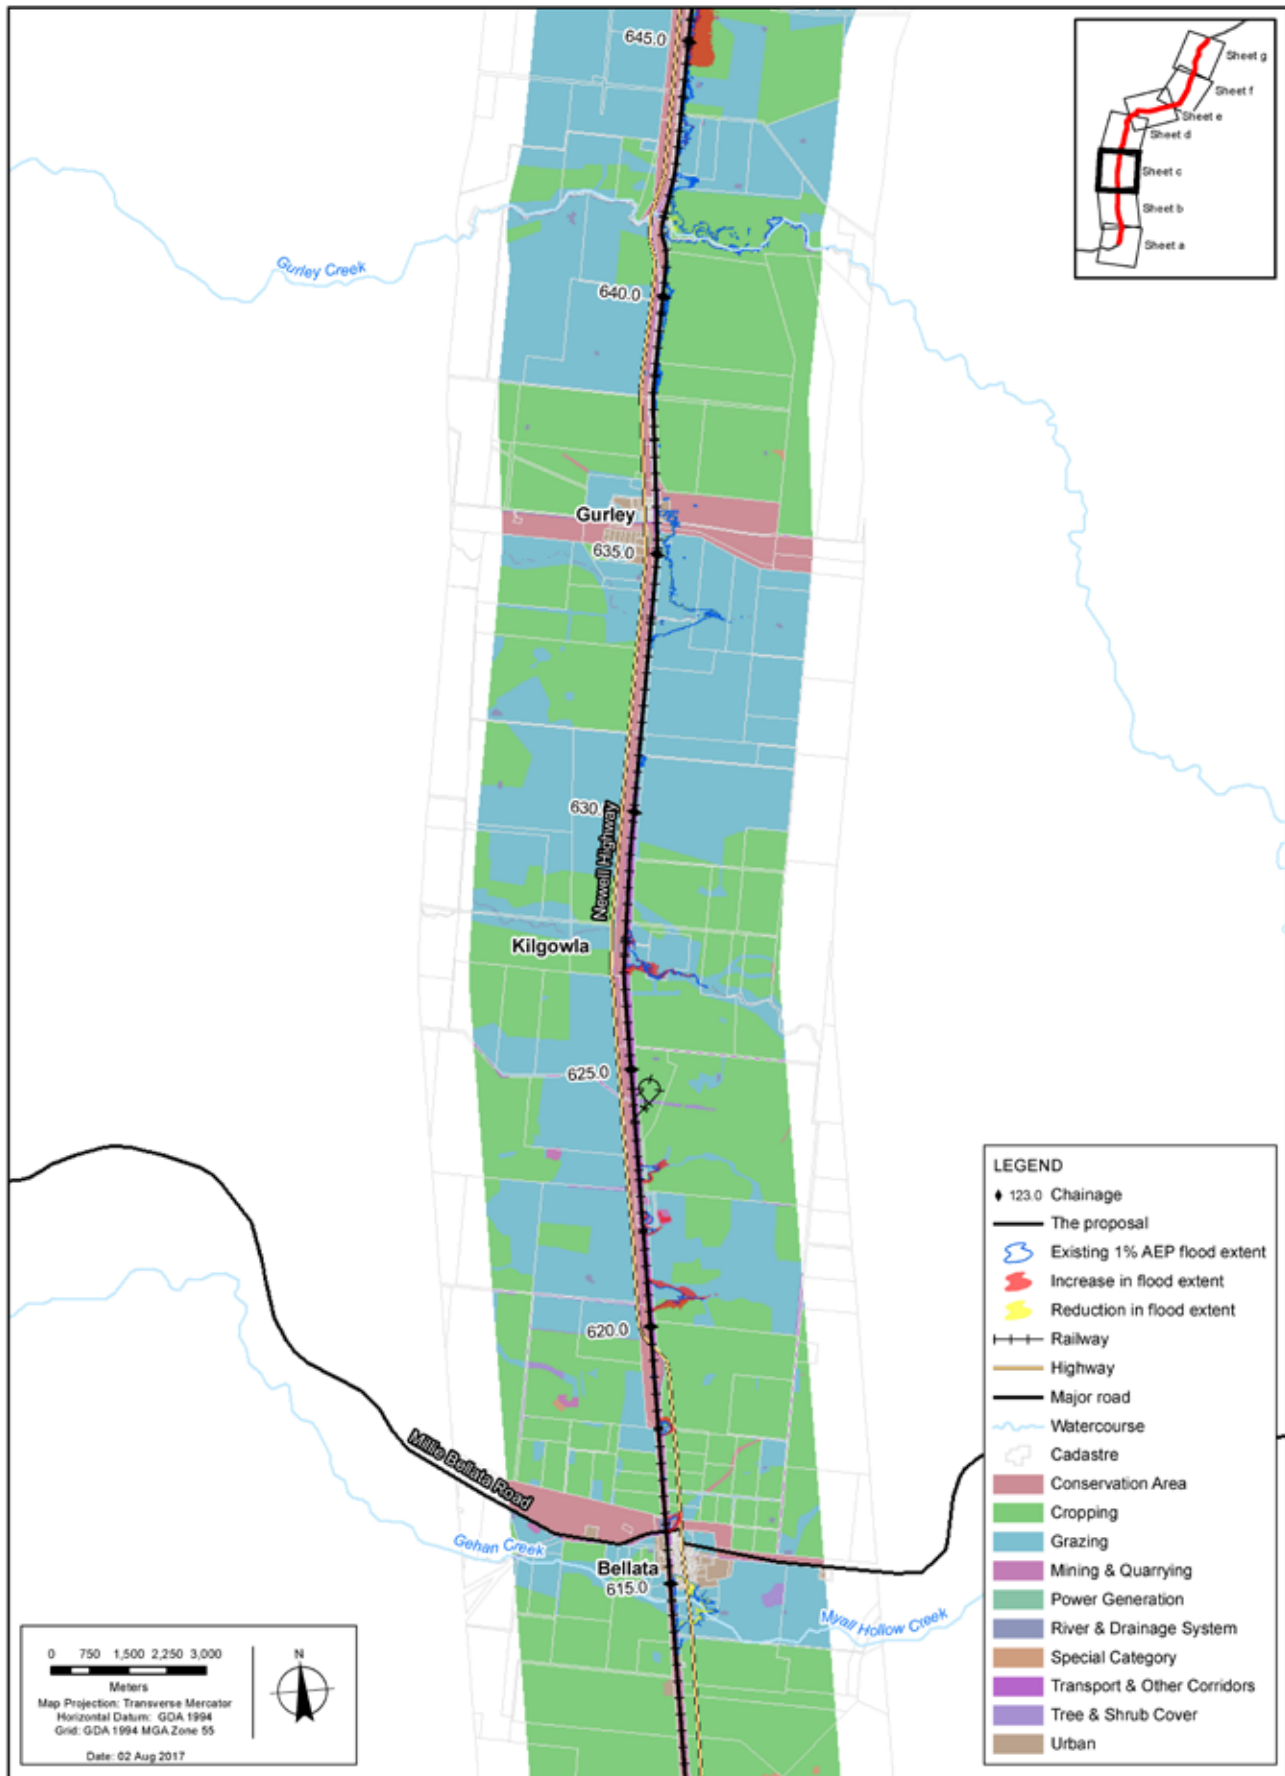 645.0
Sheet g
Sheet f
Sheet e
Sheet d
Sheet c
Sheet b
Sheet a
Gurley Creek
640.0
Gurley
635.0
630.
Newell Highway
Kilgowla
625.0
620.0
Millie Bellata Road
Gehan Creek
Bellata
615.0
Myall Hollow Creek
LEGEND
123.0 Chainage
The proposal
Existing 1% AEP flood extent
Increase in flood extent
Reduction in flood extent
Railway
Highway
Major road
Watercourse
Cadastre
Conservation Area
Cropping
Grazing
Mining & Quarrying
Power Generation
River & Drainage System
Special Category
Transport & Other Corridors
Tree & Shrub Cover
Urban
0 750 1,500 2,250 3,000
Meters
Map Projection: Transverse Mercator
Horizontal Datum: GDA 1994
Grid: GDA 1994 MGA Zone 55
Date: 02 Aug 2017
N